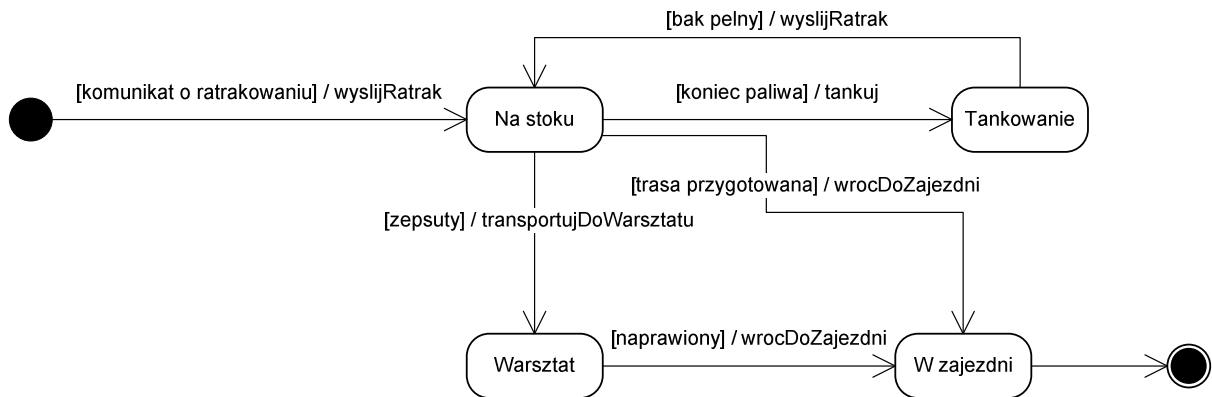 [bak pelny] / wyslijRatrak
[komunikat o ratrakowaniu] / wyslijRatrak
[koniec paliwa] / tankuj
Na stoku
Tankowanie
[trasa przygotowana] / wrocDoZajezdni
[zepsuty] / transportujDoWarsztatu
[naprawiony] / wrocDoZajezdni
Warsztat
W zajezdni